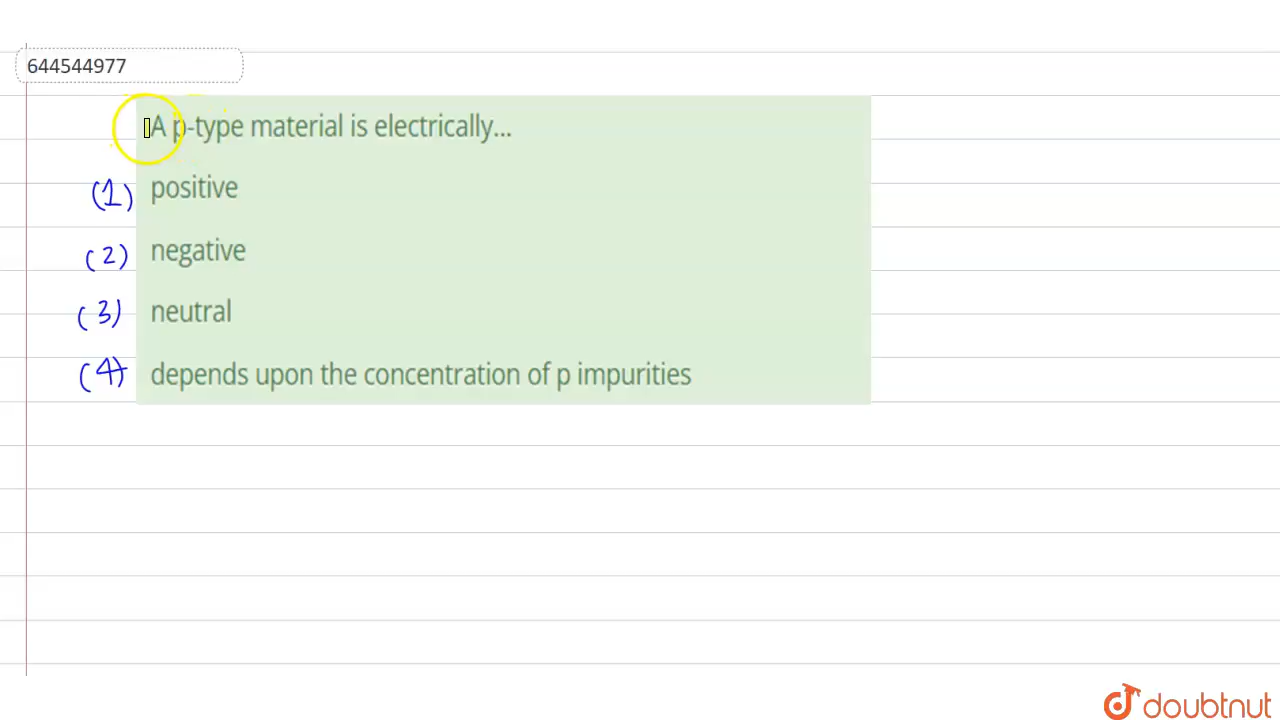 644544977
A p-type material is electrically...
(1) positive
(2) negative
(3) neutral
(4) depends upon the concentration of p impurities
doubtnut